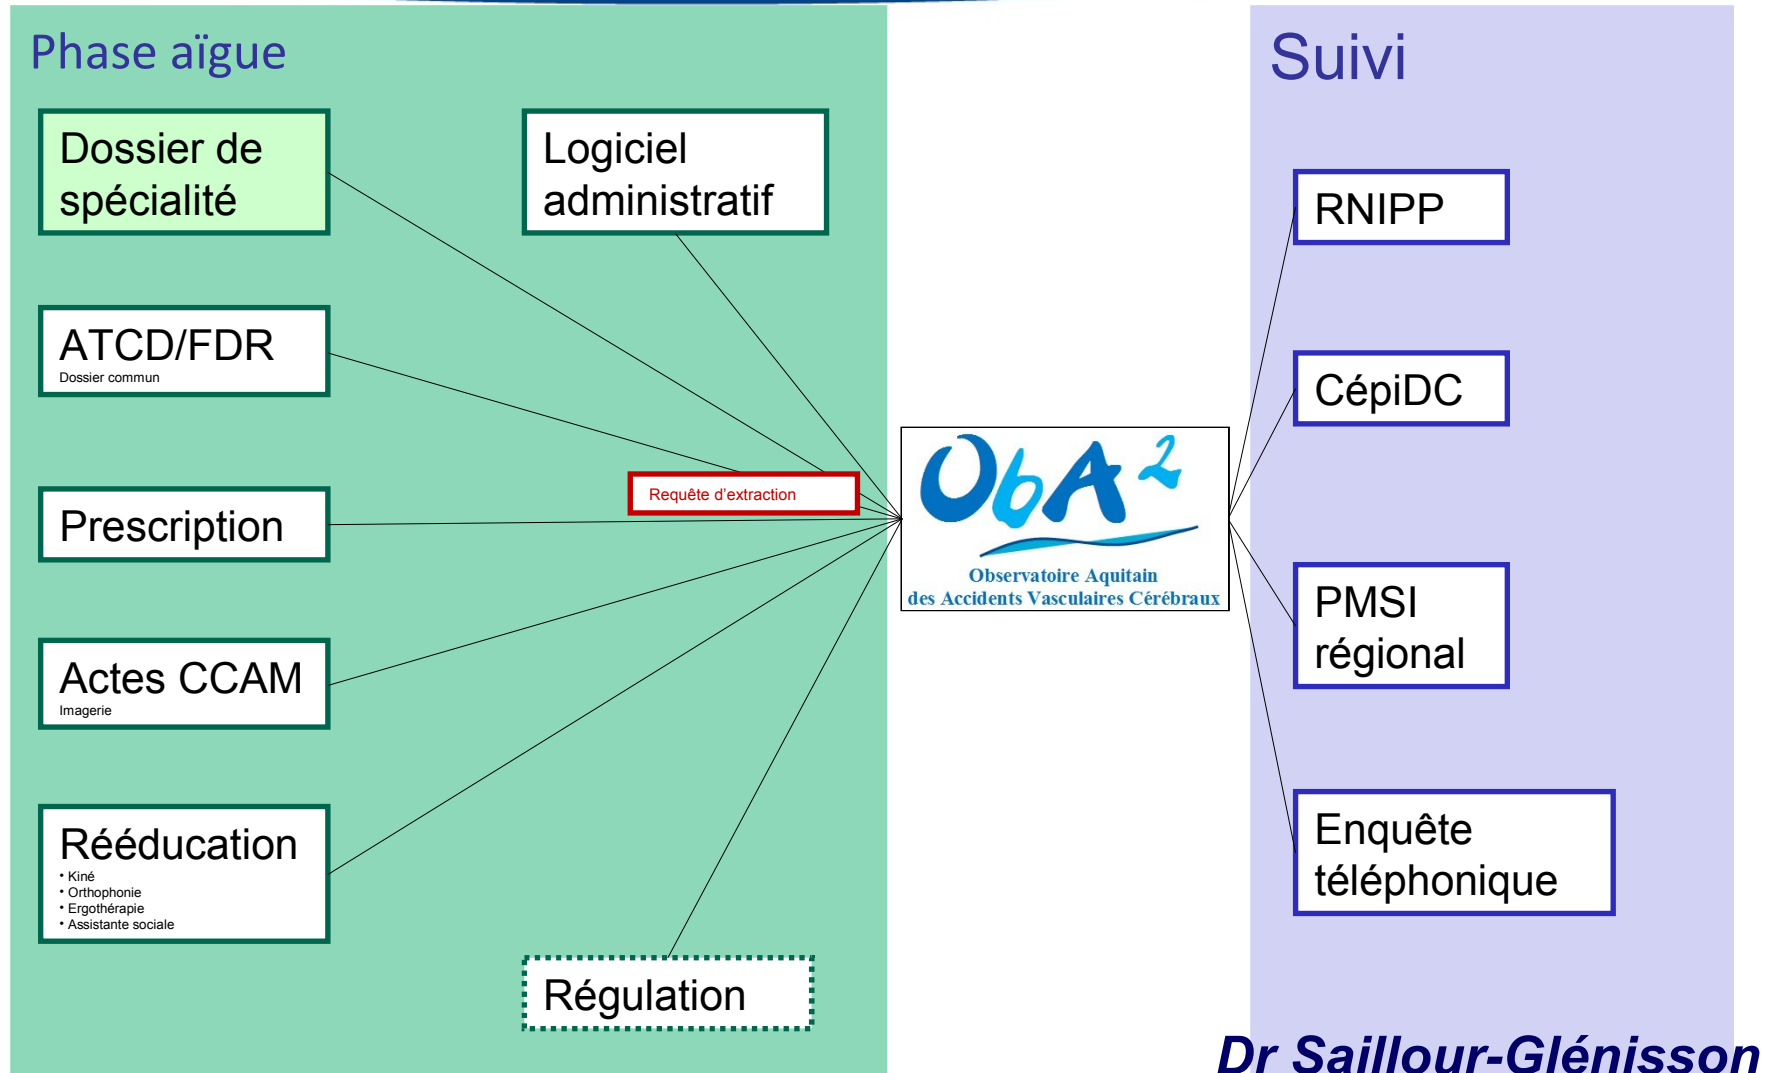 Phase aïgue
Dossier de
spécialité
Logiciel
administratif
ATCD/FDR
Dossier commun
Requête d'extraction
Prescription
Actes CCAM
Imagerie
Rééducation
• Kiné
• Orthophonie
• Ergothérapie
• Assistante sociale
Régulation
ObA2
Observatoire Aquitain
des Accidents Vasculaires Cérébraux
Suivi
RNIPP
CépiDC
PMSI
régional
Enquête
téléphonique
Dr Saillour-Glénisson